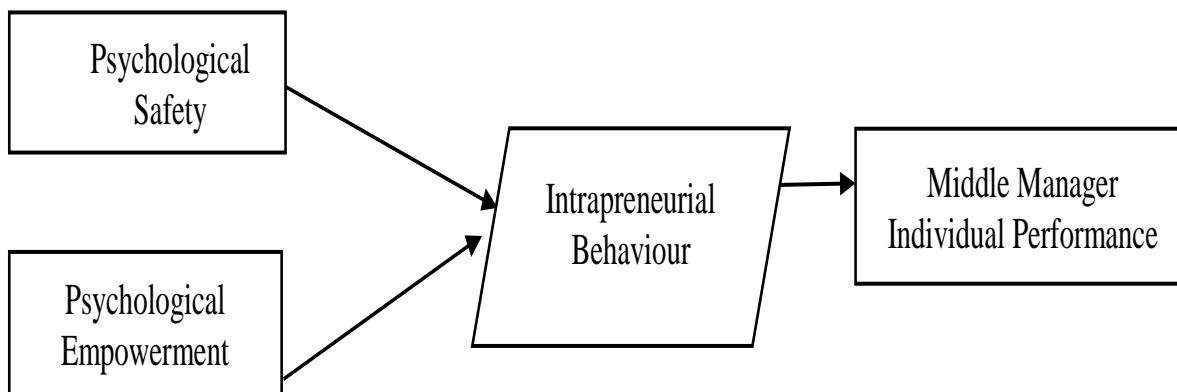 Psychological
Safety
Psychological
Empowerment
Intrapreneurial
Behaviour
Middle Manager
Individual Performance